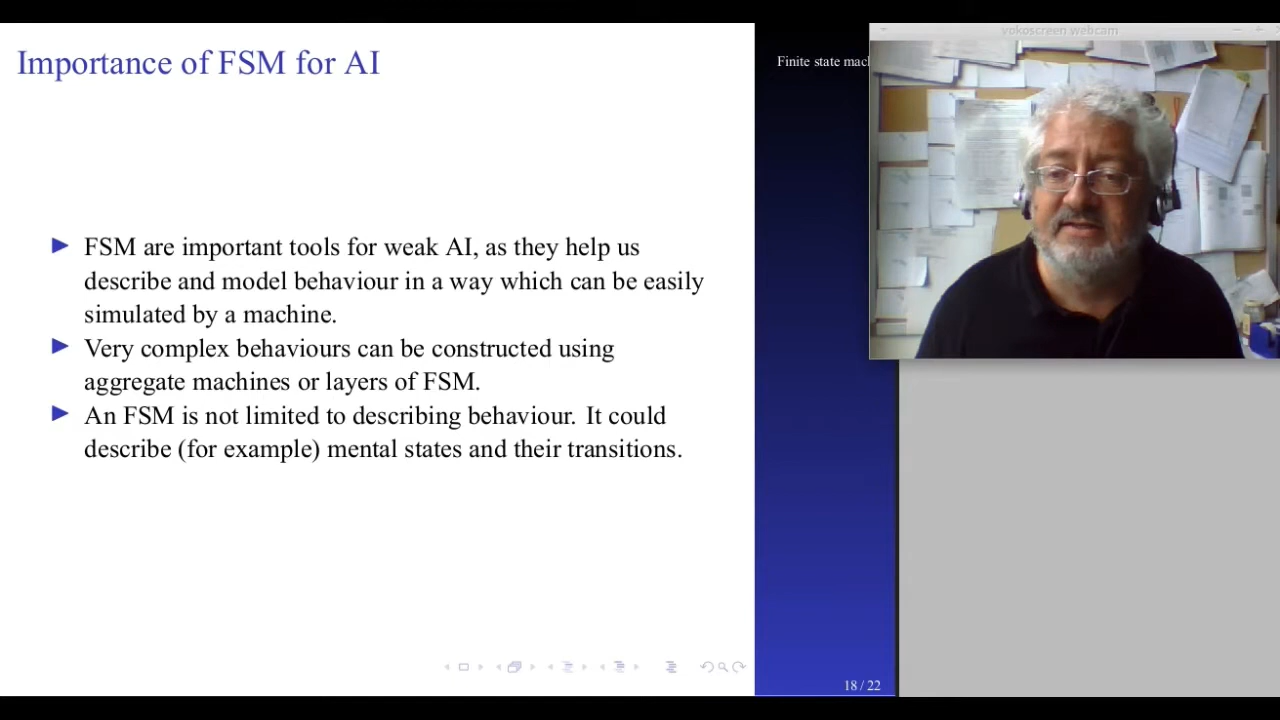 Importance of FSM for AI
FSM are important tools for weak AI, as they help us
describe and model behaviour in a way which can be easily
simulated by a machine.
Very complex behaviours can be constructed using
aggregate machines or layers of FSM.
An FSM is not limited to describing behaviour. It could
describe (for example) mental states and their transitions.
Finite state mac
18 / 22
vokoscreen webcam